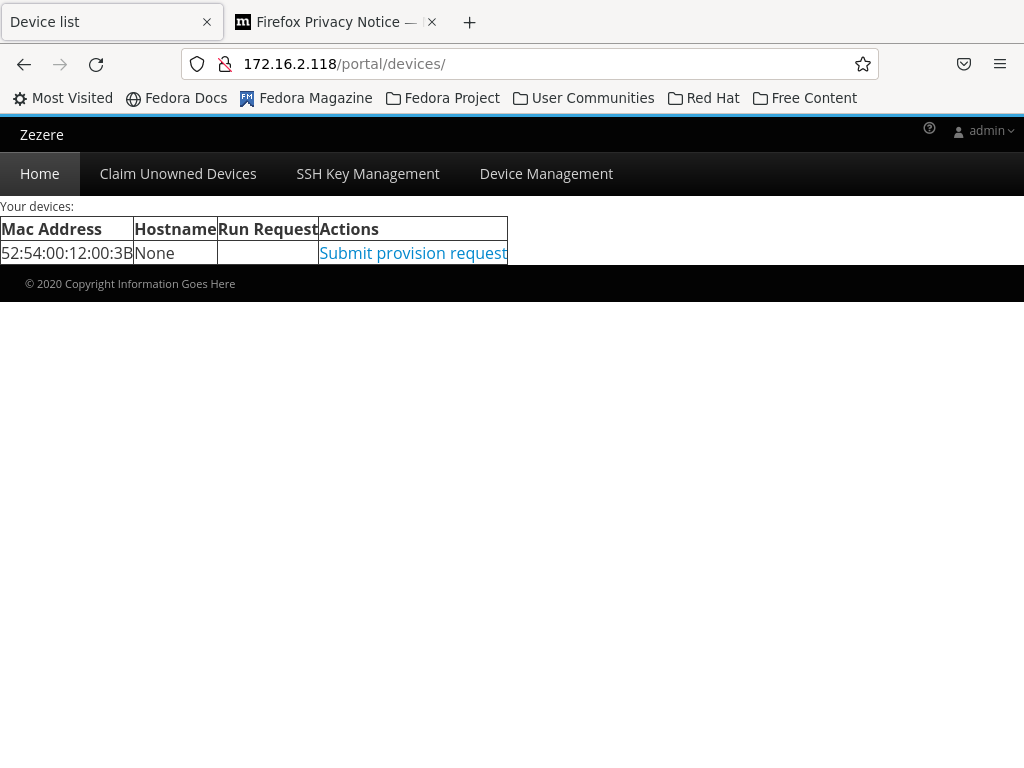 Device list
m Firefox Privacy Notice —
172.16.2.118/portal/devices/
Most Visited Fedora Docs FM Fedora Magazine Fedora Project User Communities Red Hat Free Content
Zezere
admin
Home Claim Unowned Devices SSH Key Management Device Management
Your devices:
Mac Address Hostname Run Request Actions
52:54:00:12:00:3B None Submit provision request
© 2020 Copyright Information Goes Here